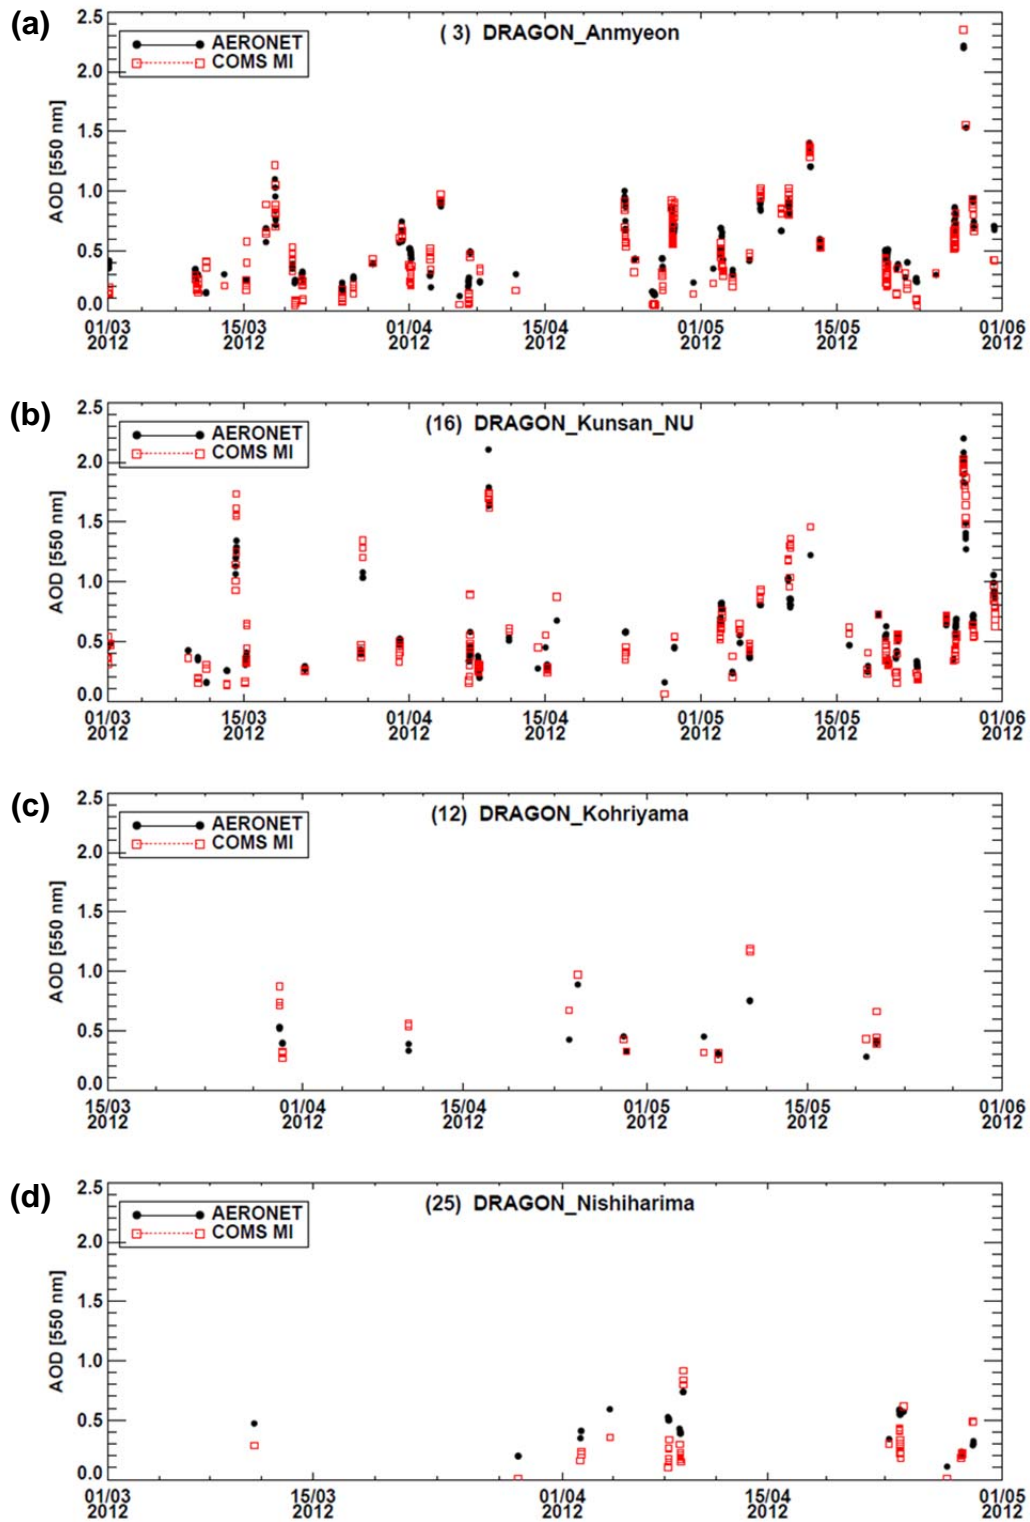 (a)
( 3) DRAGON_Anmyeon
AERONET
COMS MI
AOD [550 nm]
2.5
2.0
1.5
1.0
0.5
0.0
01/03 15/03 01/04 15/04 01/05 15/05 01/06
2012 2012 2012 2012 2012 2012 2012
(b)
(16) DRAGON_Kunsan_NU
AERONET
COMS MI
AOD [550 nm]
2.5
2.0
1.5
1.0
0.5
0.0
01/03 15/03 01/04 15/04 01/05 15/05 01/06
2012 2012 2012 2012 2012 2012 2012
(c)
(12) DRAGON_Kohriyama
AERONET
COMS MI
AOD [550 nm]
2.5
2.0
1.5
1.0
0.5
0.0
15/03 01/04 15/04 01/05 15/05 01/06
2012 2012 2012 2012 2012 2012
(d)
(25) DRAGON_Nishiharima
AERONET
COMS MI
AOD [550 nm]
2.5
2.0
1.5
1.0
0.5
0.0
01/03 15/03 01/04 15/04 01/05
2012 2012 2012 2012 2012